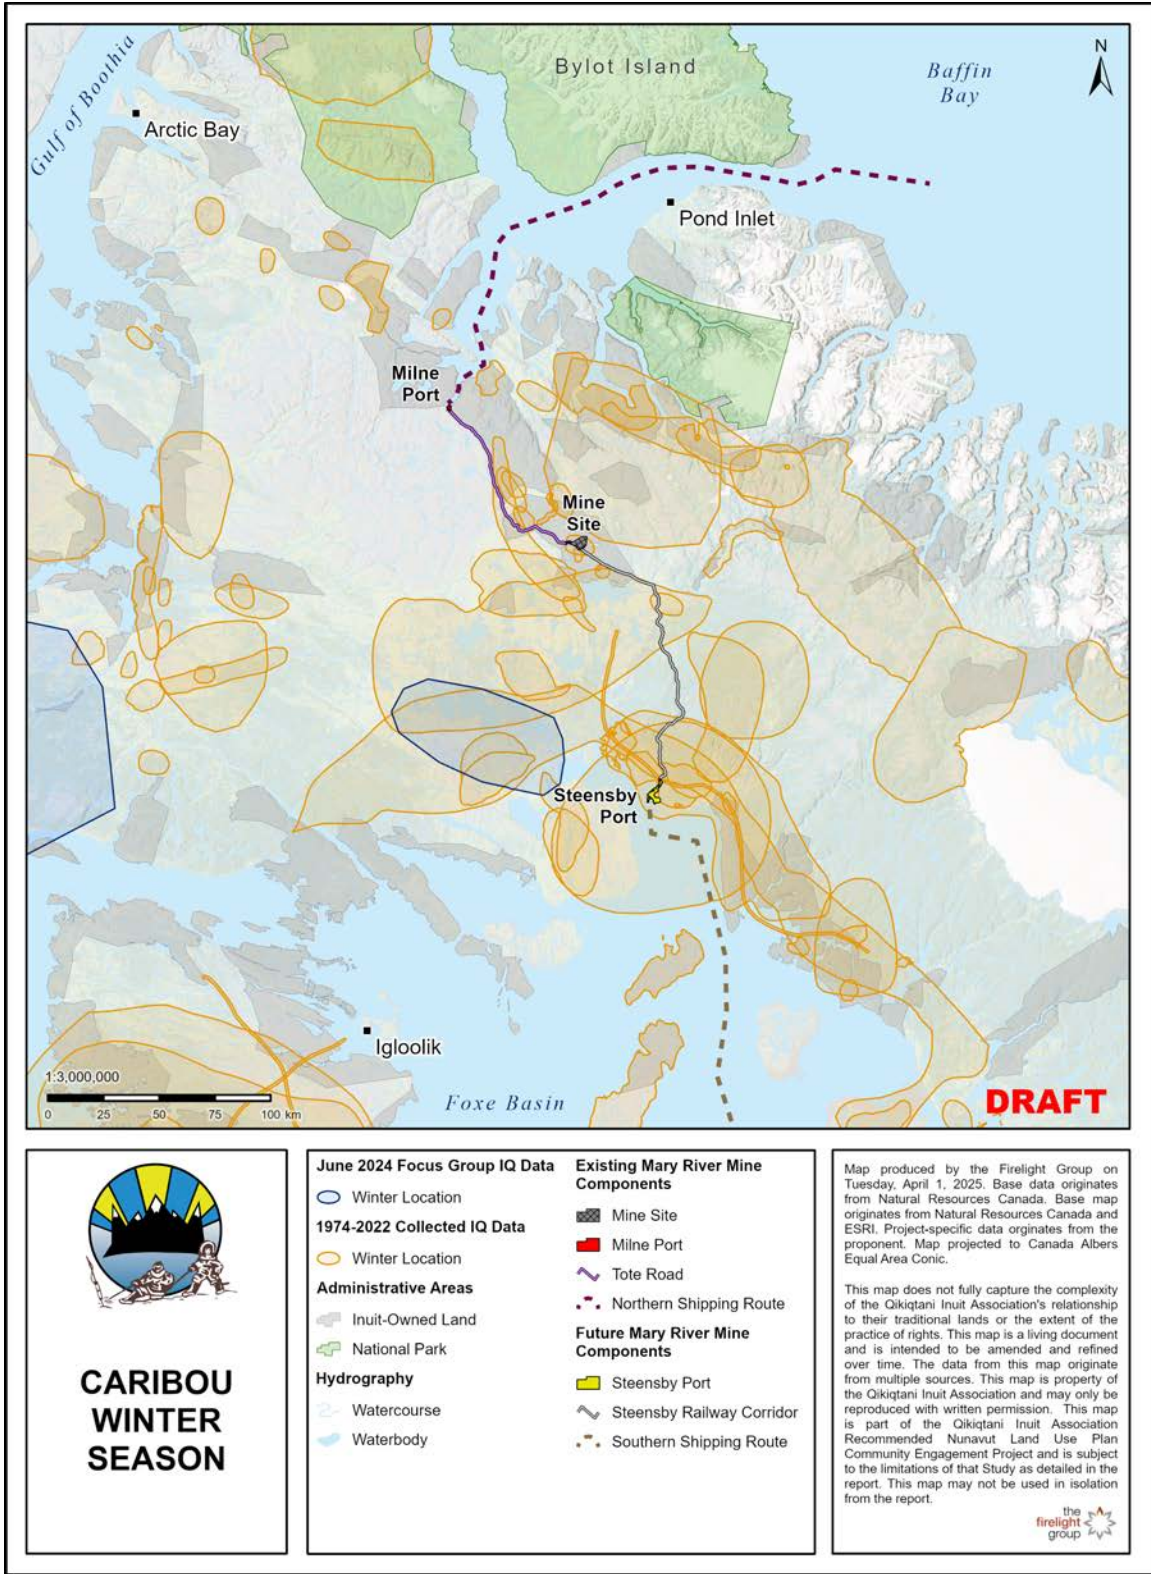 Gulf of Boothia
Arctic Bay
Bylot Island
Baffin
Bay
N
Pond Inlet
Milne
Port
Mine
Site
Steensby
Port
Igloolik
1:3,000,000
0 25 50 75 100 km
Foxe Basin
DRAFT
CARIBOU
WINTER
SEASON
June 2024 Focus Group IQ Data
Winter Location
1974-2022 Collected IQ Data
Winter Location
Administrative Areas
Inuit-Owned Land
National Park
Hydrography
Watercourse
Waterbody
Existing Mary River Mine
Components
Mine Site
Milne Port
Tote Road
Northern Shipping Route
Future Mary River Mine
Components
Steensby Port
Steensby Railway Corridor
Southern Shipping Route
Map produced by the Firelight Group on
Tuesday, April 1, 2025. Base data originates
from Natural Resources Canada. Base map
originates from Natural Resources Canada and
ESRI. Project-specific data orginates from the
proponent. Map projected to Canada Albers
Equal Area Conic.
This map does not fully capture the complexity
of the Qikiqtani Inuit Association's relationship
to their traditional lands or the extent of the
practice of rights. This map is a living document
and is intended to be amended and refined
over time. The data from this map originate
from multiple sources. This map is property of
the Qikiqtani Inuit Association and may only be
reproduced with written permission. This map
is part of the Qikiqtani Inuit Association
Recommended Nunavut Land Use Plan
Community Engagement Project and is subject
to the limitations of that Study as detailed in the
report. This map may not be used in isolation
from the report.
the
firelight
group